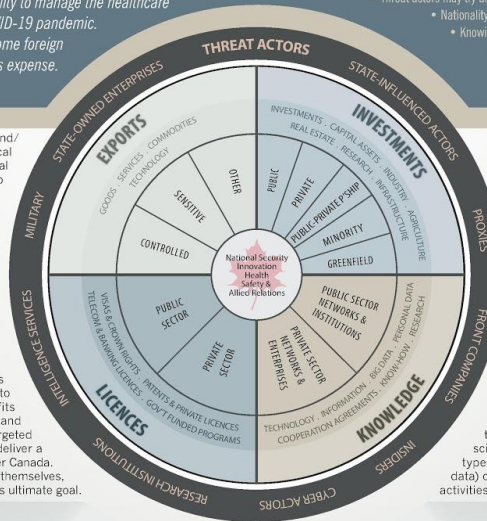 ility to manage the healthcare
ID-19 pandemic.
ome foreign
s expense.
Threat actors may try
• Nationality
• Knowi
THREAT ACTORS
STATE-OWNED ENTERPRISES
STATE-INFLUENCED ACTORS
MILITARY
PROXIES
INTELLIGENCE SERVICES
FRONT COMPANIES
RESEARCH INSTITUTIONS
CYBER ACTORS
INSIDERS
EXPORTS
GOODS . SERVICES . COMMODITIES
TECHNOLOGY
CONTROLLED
SENSITIVE
OTHER
INVESTMENTS
INVESTMENTS . CAPITAL ASSETS . INDUSTRY . AGRICULTURE
REAL ESTATE . RESEARCH . INFRASTRUCTURE
PUBLIC
PRIVATE
PUBLIC-PRIVATE P'SHIP
MINORITY
GREENFIELD
National Security
Innovation
Health
Safety &
Allied Relations
PUBLIC
SECTOR
PRIVATE
SECTOR
VISAS & CROWN RIGHTS . PATENTS & PRIVATE LICENCES
TELECOM & BANKING LICENCES . GOV'T FUNDED PROGRAMS
LICENCES
PUBLIC SECTOR
NETWORKS &
INSTITUTIONS
PRIVATE SECTOR
NETWORKS &
ENTERPRISES
TECHNOLOGY . INFORMATION . BIG DATA . PERSONAL DATA
COOPERATION AGREEMENTS . KNOW-HOW . RESEARCH
KNOWLEDGE
and/
cal
al
o
s
to
fits
and
rgeted
deliver a
er Canada.
themselves,
s ultimate goal.
t
sci
types
data) o
activities